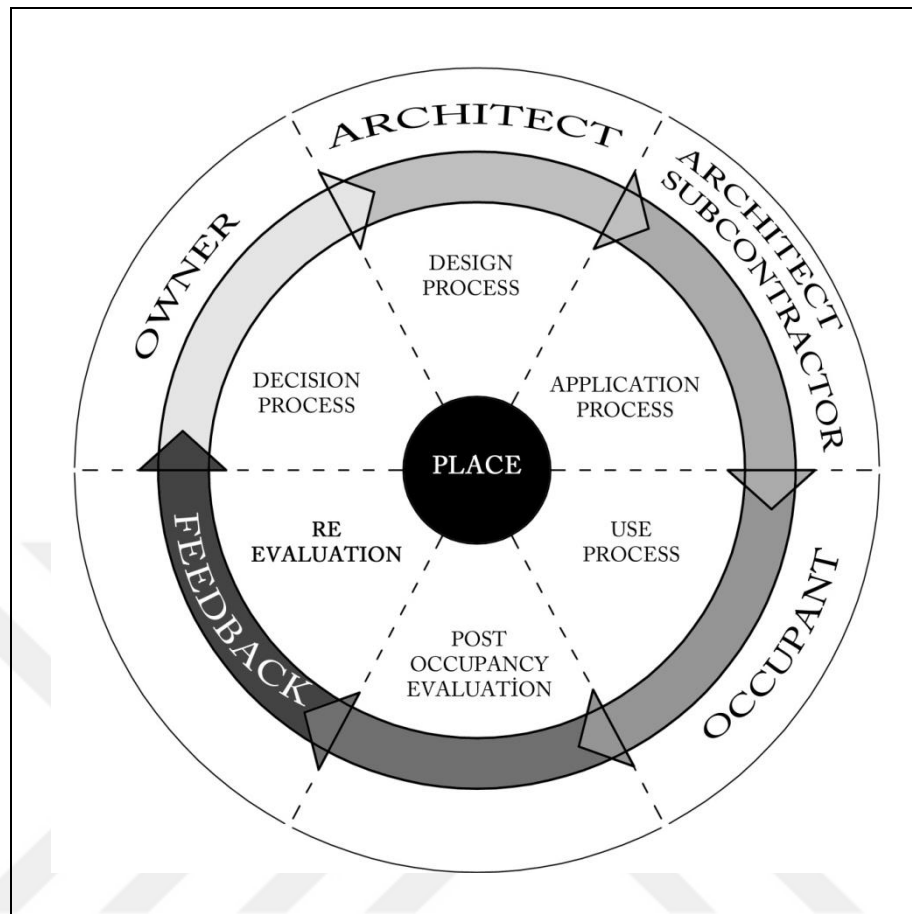 ARCHITECT
ARCHITECT
SUBCONTRACTOR
OWNER
DESIGN
PROCESS
DECISION
PROCESS
APPLICATION
PROCESS
PLACE
RE
EVALUATION
USE
PROCESS
FEEDBACK
POST
OCCUPANCY
EVALUATİON
OCCUPANT